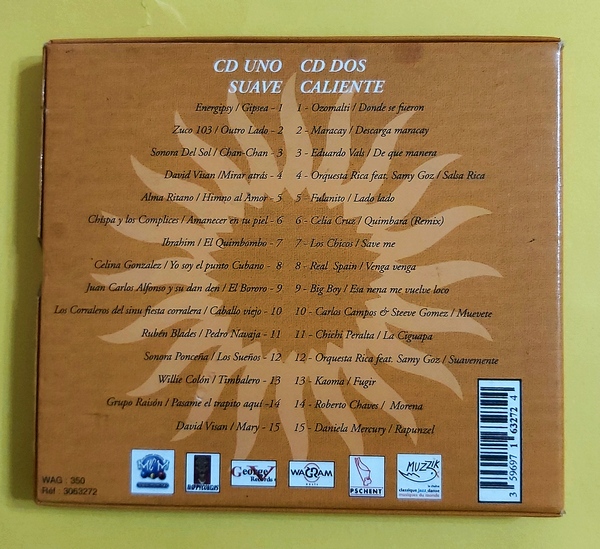 CD UNO
SUAVE
Energipsy / Gipsea - 1
Zuco 103 / Outro Lado - 2
Sonora Del Sol / Chan-Chan - 3
David Visan /Mirar atrás - 4
Alma Ritano / Himno al Amor - 5
Chispa y los Complices / Amanecer en tu piel - 6
Ibrahim / El Quimbombo - 7
Celina Gonzalez / Yo soy el punto Cubano - 8
Juan Carlos Alfonso y su dan den / El Bororo - 9
Los Corraleros del sinu fiesta corralera / Caballo viejo - 10
Rubén Blades / Pedro Navaja - 11
Sonora Ponceña / Los Sueños - 12
Willie Colón / Timbalero - 13
Grupo Raisón / Pasame el trapito aqui -14
David Visan / Mary - 15
CD DOS
CALIENTE
1 - Ozomalti / Donde se fueron
2 - Maracay / Descarga maracay
3 - Eduardo Vals / De que manera
4 - Orquesta Rica feat. Samy Goz / Salsa Rica
5 - Fulanito / Lado lado
6 - Celia Cruz / Quimbara (Remix)
7 - Los Chicos / Save me
8 - Real Spain / Venga venga
9 - Big Boy / Esa nena me vuelve loco
10 - Carlos Campos & Steeve Gomez / Muevete
11 - Chichi Peralta / La Ciguapa
12 - Orquesta Rica feat. Samy Goz / Suavemente
13 - Kaoma / Fugir
14 - Roberto Chaves / Morena
15 - Daniela Mercury / Rapunzel
WAG : 350
Réf : 3063272
George V
Records
WAGRAM
PSCHENT
MUZZIK
classique jazz danse
musiques du monde
3 596971 632724